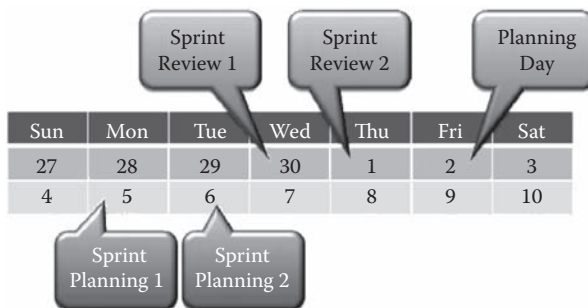 Sprint
Review 1
Sprint
Review 2
Planning
Day
Sun Mon Tue Wed Thu Fri Sat
27 28 29 30 1 2 3
4 5 6 7 8 9 10
Sprint
Planning 1
Sprint
Planning 2